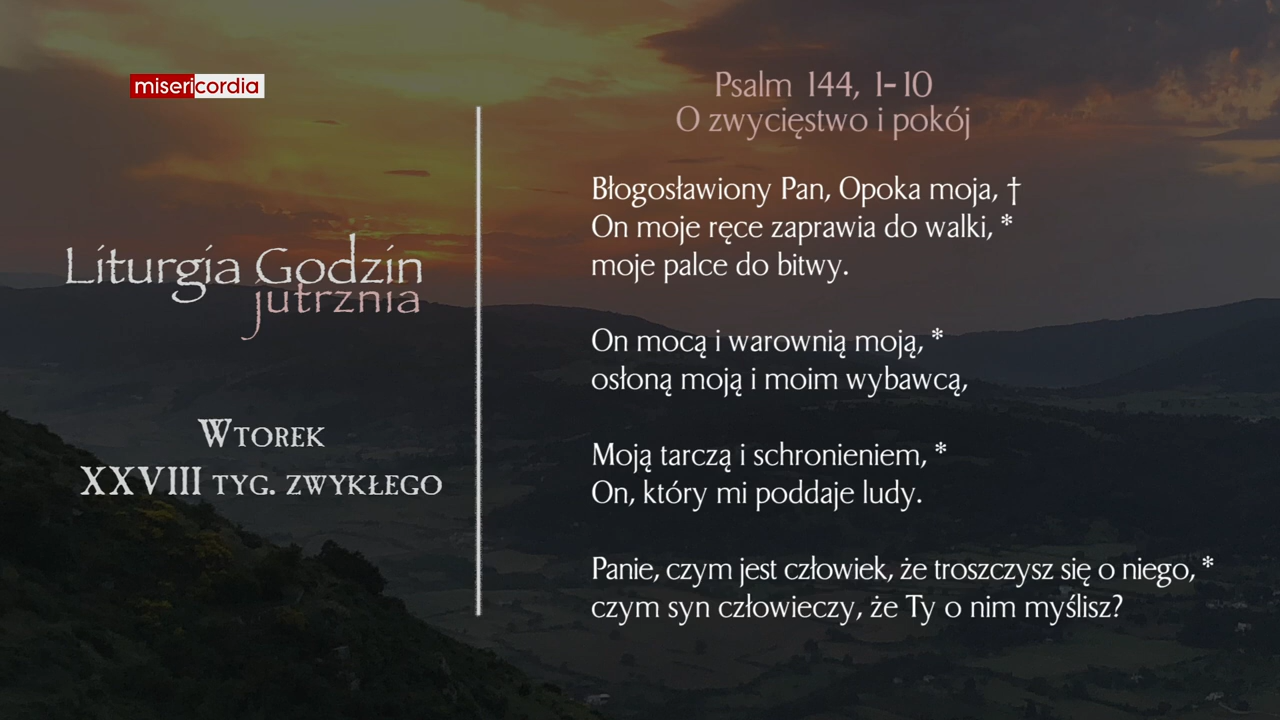 misericordia
Liturgia Godzin
jutrznia
Wtorek
XXVIII tyg. zwykłego
Psalm 144, 1-10
O zwycięstwo i pokój
Błogosławiony Pan, Opoka moja, †
On moje ręce zaprawia do walki, *
moje palce do bitwy.
On mocą i warownią moją, *
osłoną moją i moim wybawcą,
Moją tarczą i schronieniem, *
On, który mi poddaje ludy.
Panie, czym jest człowiek, że troszczysz się o niego, *
czym syn człowieczy, że Ty o nim myślisz?